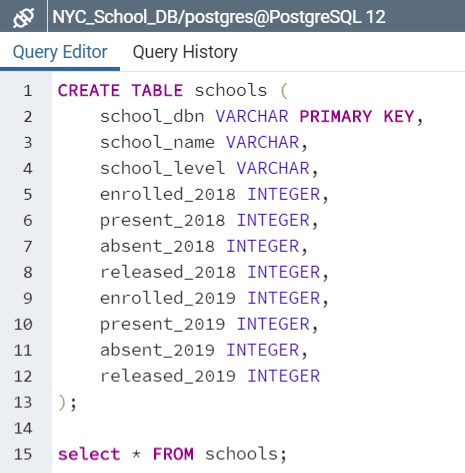 NYC_School_DB/postgres@PostgreSQL 12
Query Editor Query History
1 CREATE TABLE schools (
2 school_dbn VARCHAR PRIMARY KEY,
3 school_name VARCHAR,
4 school_level VARCHAR,
5 enrolled_2018 INTEGER,
6 present_2018 INTEGER,
7 absent_2018 INTEGER,
8 released_2018 INTEGER,
9 enrolled_2019 INTEGER,
10 present_2019 INTEGER,
11 absent_2019 INTEGER,
12 released_2019 INTEGER
13 );
14
15 select * FROM schools;